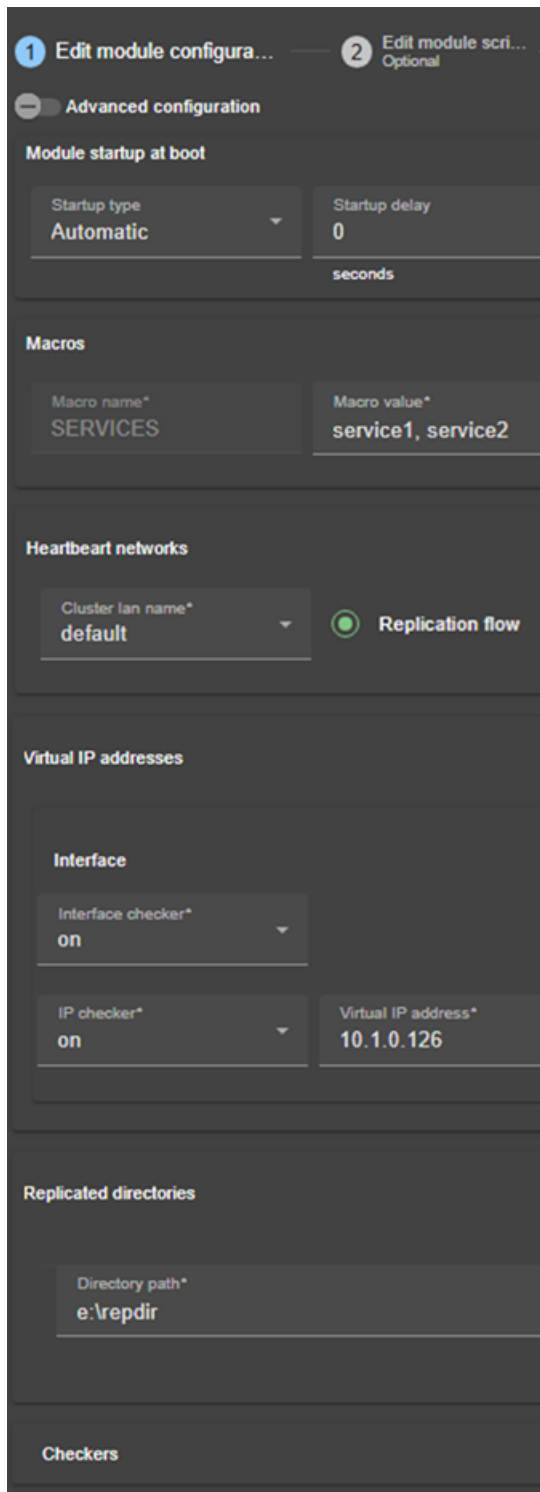 1 Edit module configura...
2 Edit module scri...
Optional
Advanced configuration
Module startup at boot
Startup type
Automatic
Startup delay
0
seconds
Macros
Macro name*
SERVICES
Macro value*
service1, service2
Heartbeart networks
Cluster lan name*
default
Replication flow
Virtual IP addresses
Interface
Interface checker*
on
IP checker*
on
Virtual IP address*
10.1.0.126
Replicated directories
Directory path*
e:\repdir
Checkers